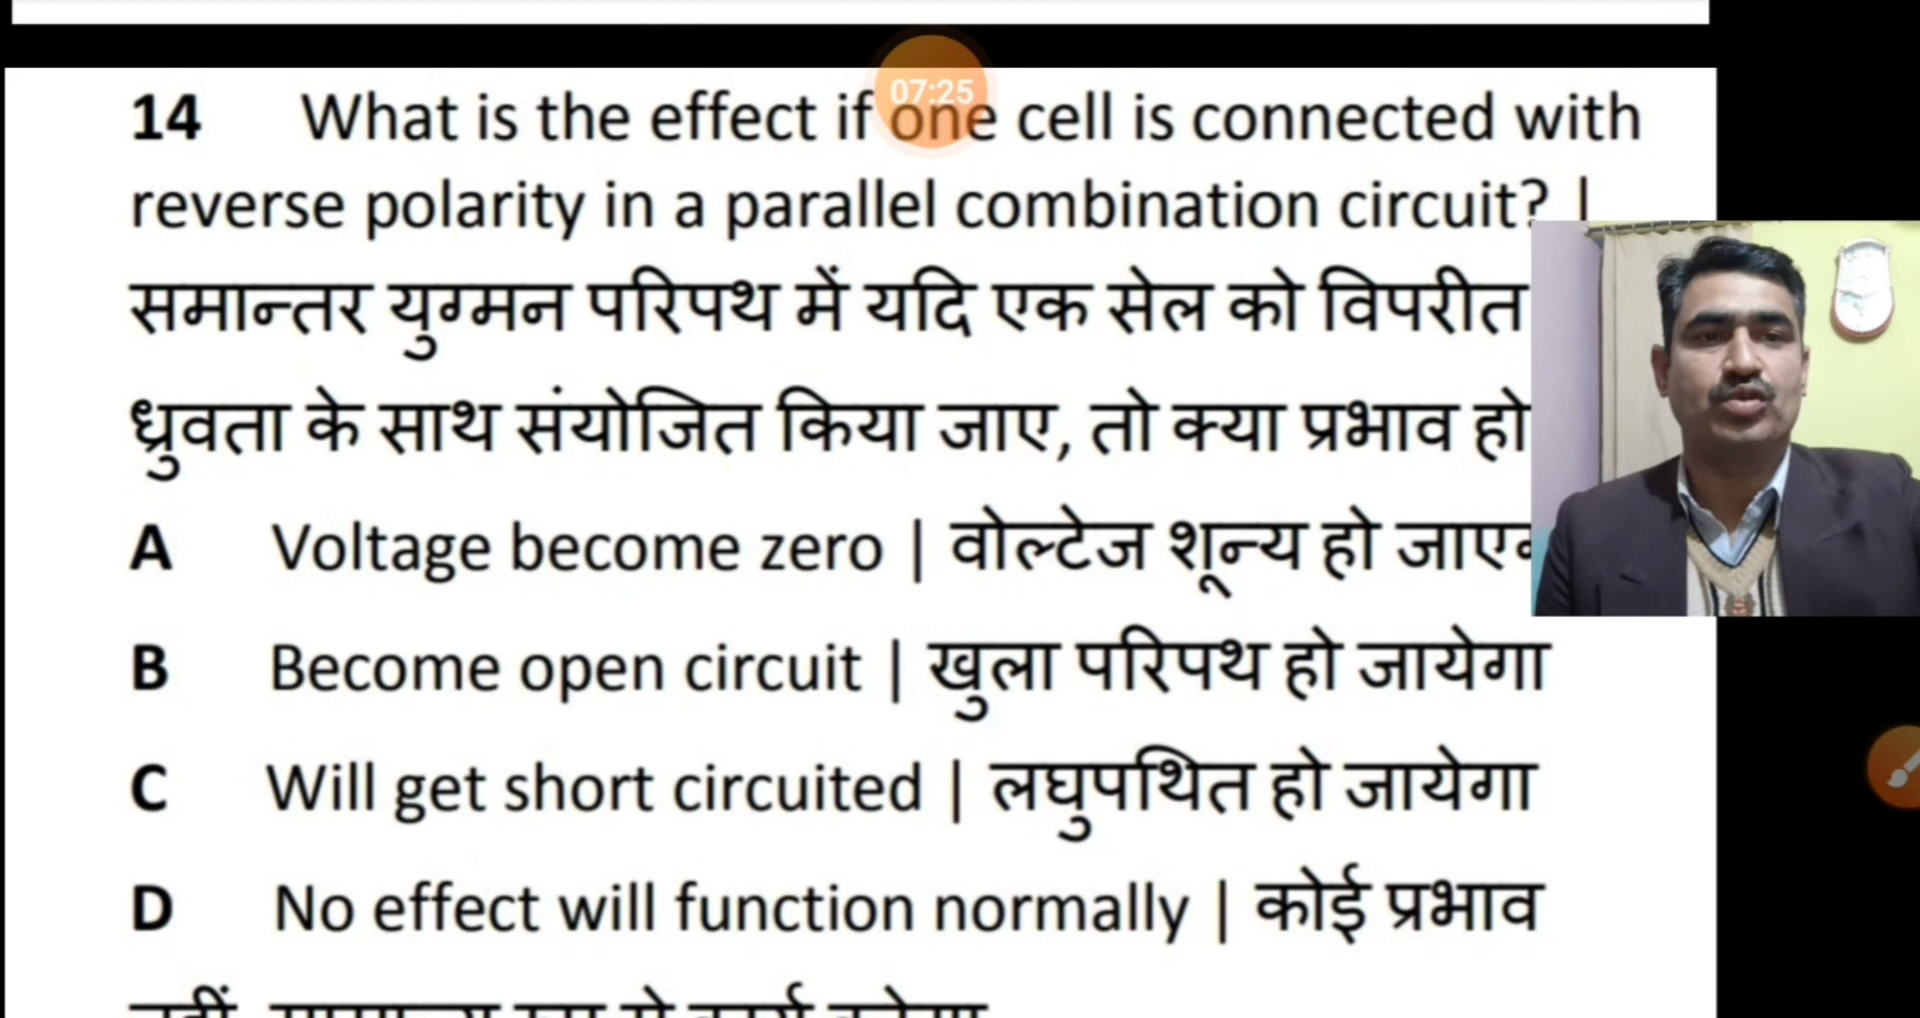 07:25
14 What is the effect if one cell is connected with
reverse polarity in a parallel combination circuit? |
समान्तर युग्मन परिपथ में यदि एक सेल को विपरीत
ध्रुवता के साथ संयोजित किया जाए, तो क्या प्रभाव हो
A Voltage become zero | वोल्टेज शून्य हो
B Become open circuit | खुला परिपथ हो जायेगा
C Will get short circuited | लघुपथित हो जायेगा
D No effect will function normally | कोई प्रभाव